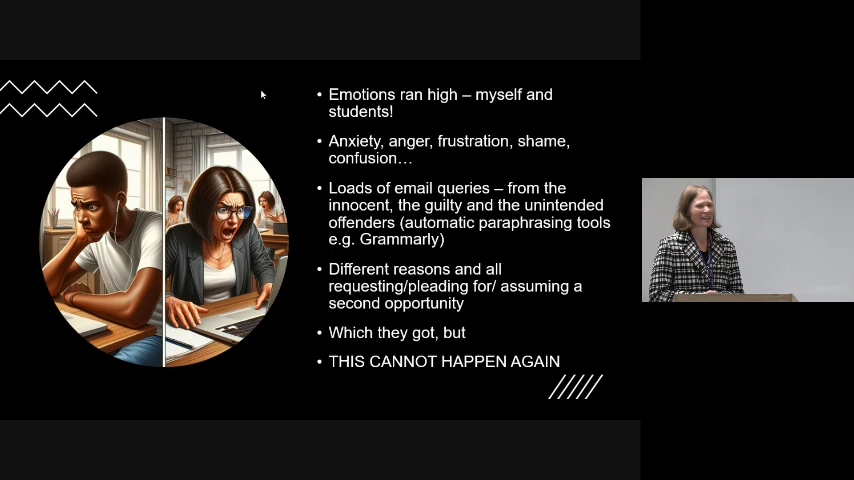 • Emotions ran high – myself and
students!
• Anxiety, anger, frustration, shame,
confusion…
• Loads of email queries – from the
innocent, the guilty and the unintended
offenders (automatic paraphrasing tools
e.g. Grammarly)
• Different reasons and all
requesting/pleading for/ assuming a
second opportunity
• Which they got, but
• THIS CANNOT HAPPEN AGAIN